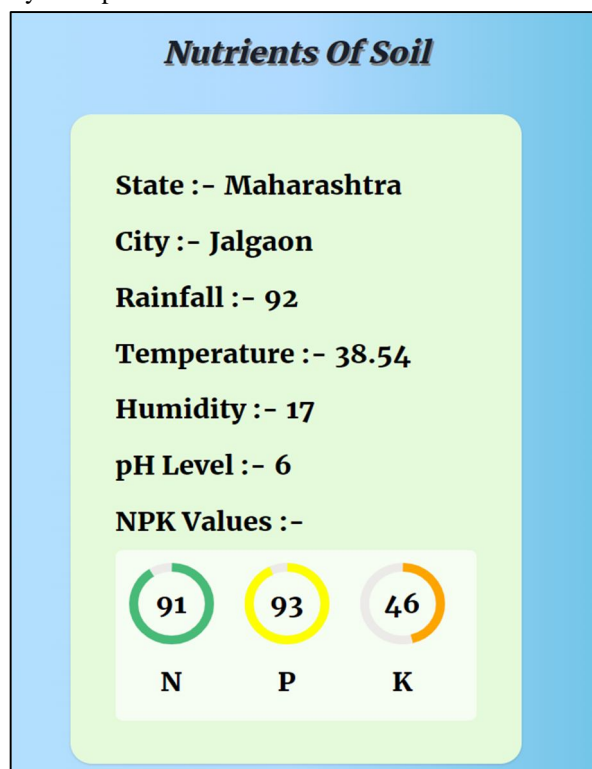 Nutrients Of Soil
State :- Maharashtra
City :- Jalgaon
Rainfall :- 92
Temperature :- 38.54
Humidity :- 17
pH Level :- 6
NPK Values :-
91 93 46
N P K